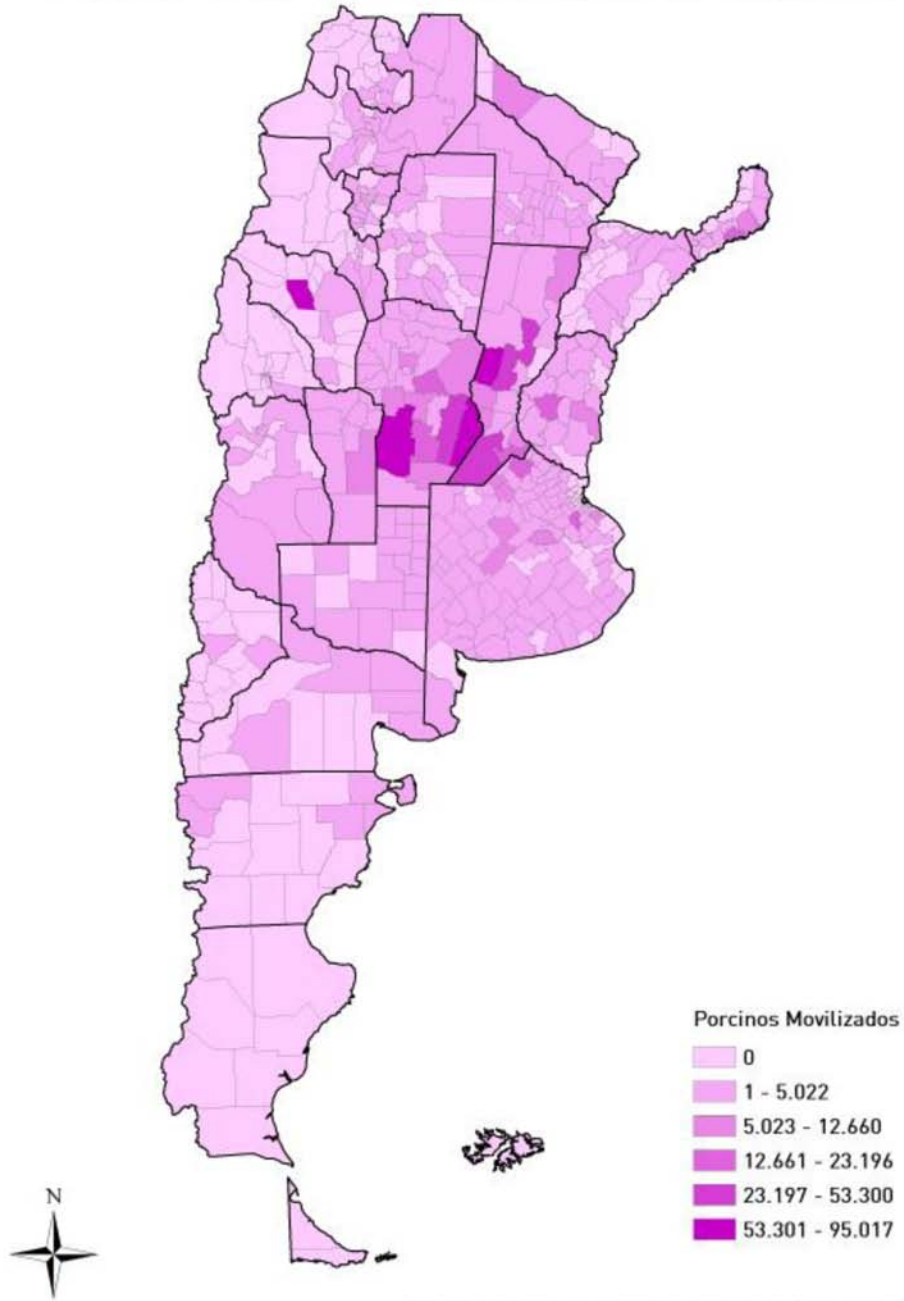 Porcinos Movilizados
0
1 - 5.022
5.023 - 12.660
12.661 - 23.196
23.197 - 53.300
53.301 - 95.017
N